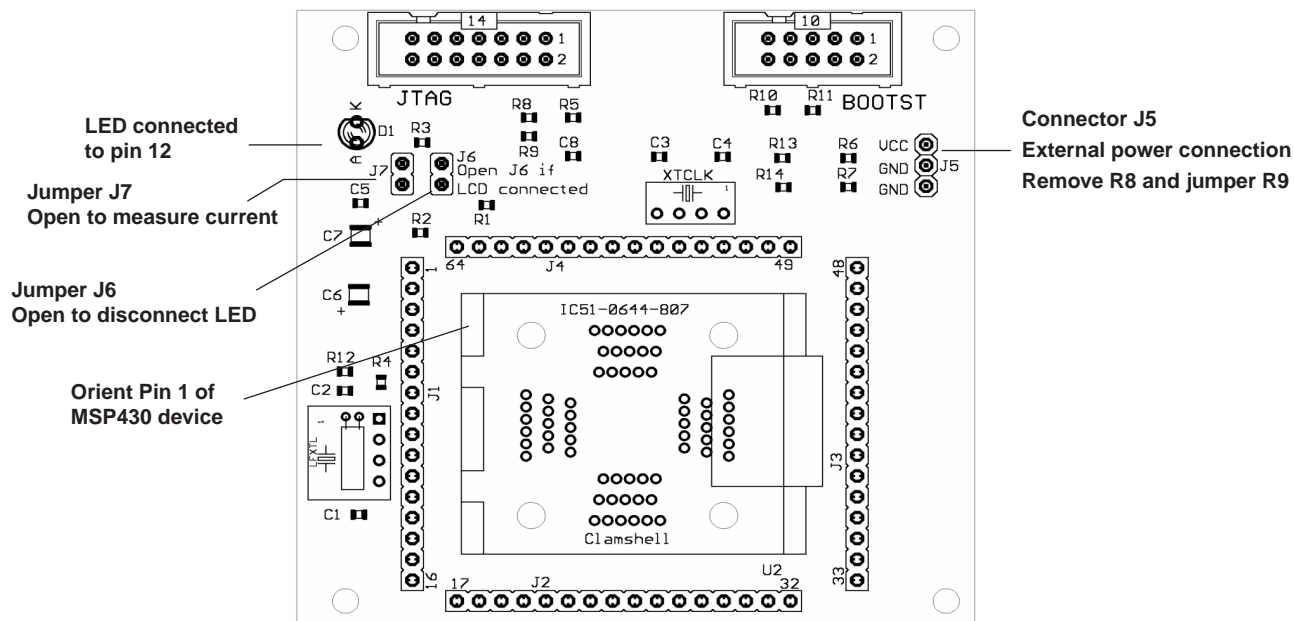 14
10
1
2
1
2
JTAG
BOOTST
K
D1
A
R3
R8
R5
R9
C8
R10
R11
LED connected
to pin 12
Connector J5
External power connection
Remove R8 and jumper R9
VCC
GND
GND
J5
C3
C4
R13
R6
R14
R7
J7
J6
Open J6 if
LCD connected
Jumper J7
Open to measure current
C5
R1
XTCLK
1
+
C7
R2
64
J4
49
1
48
Jumper J6
Open to disconnect LED
C6
+
IC51-0644-807
R12
R4
C2
J1
Orient Pin 1 of
MSP430 device
1
LFXTL
J3
C1
Clamshell
16
17
J2
U2
32
33